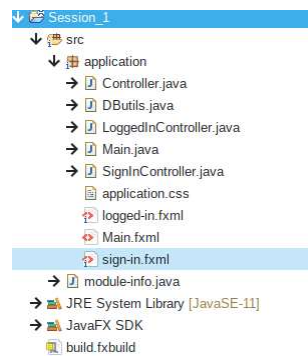 Session_1
src
application
Controller.java
DButils.java
LoggedInController.java
Main.java
SignInController.java
application.css
logged-in.fxml
Main.fxml
sign-in.fxml
module-info.java
JRE System Library [JavaSE-11]
JavaFX SDK
build.fxbuild